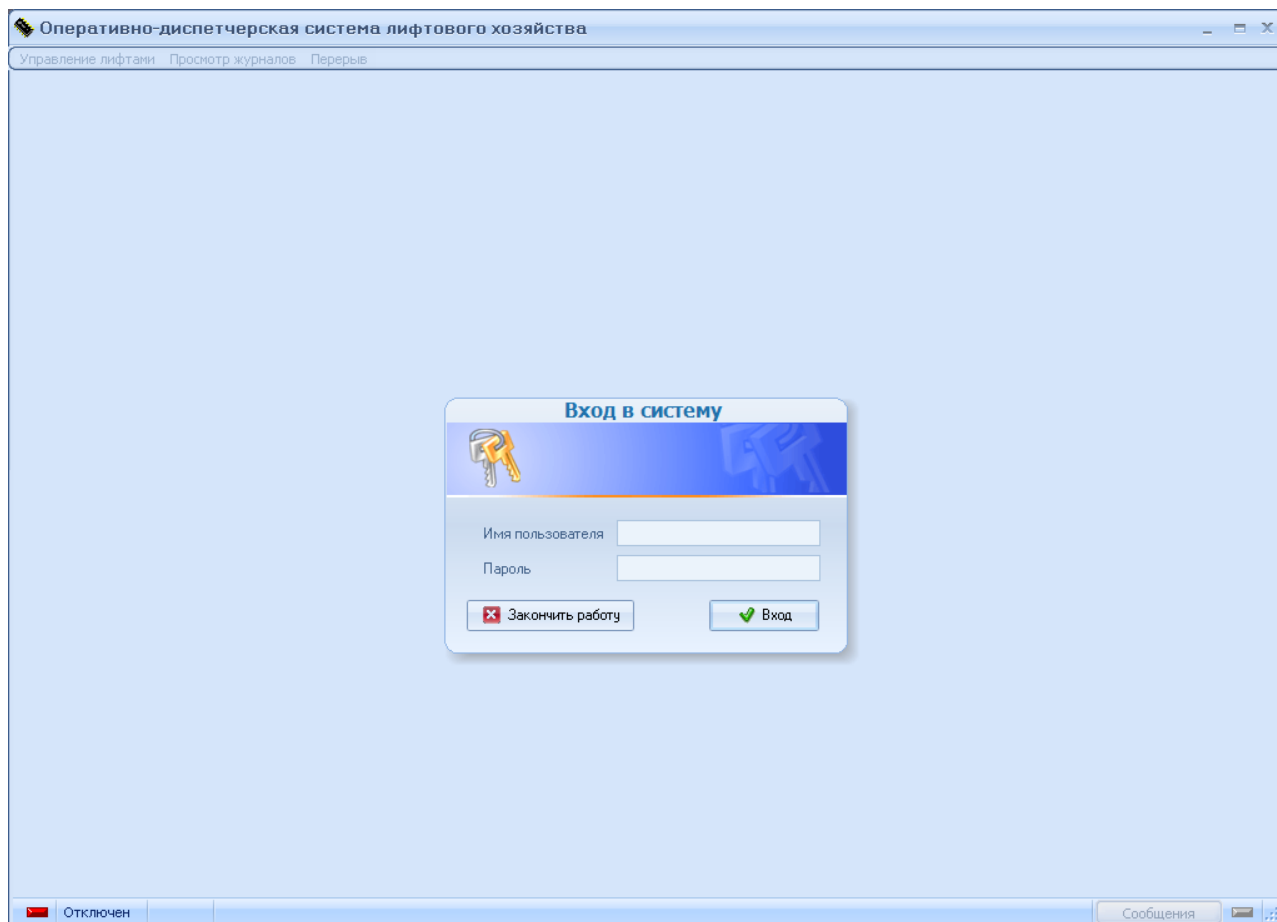 Оперативно-диспетчерская система лифтового хозяйства
Управление лифтами Просмотр журналов Перерыв
Вход в систему
Имя пользователя
Пароль
Закончить работу Вход
Отключен Сообщения